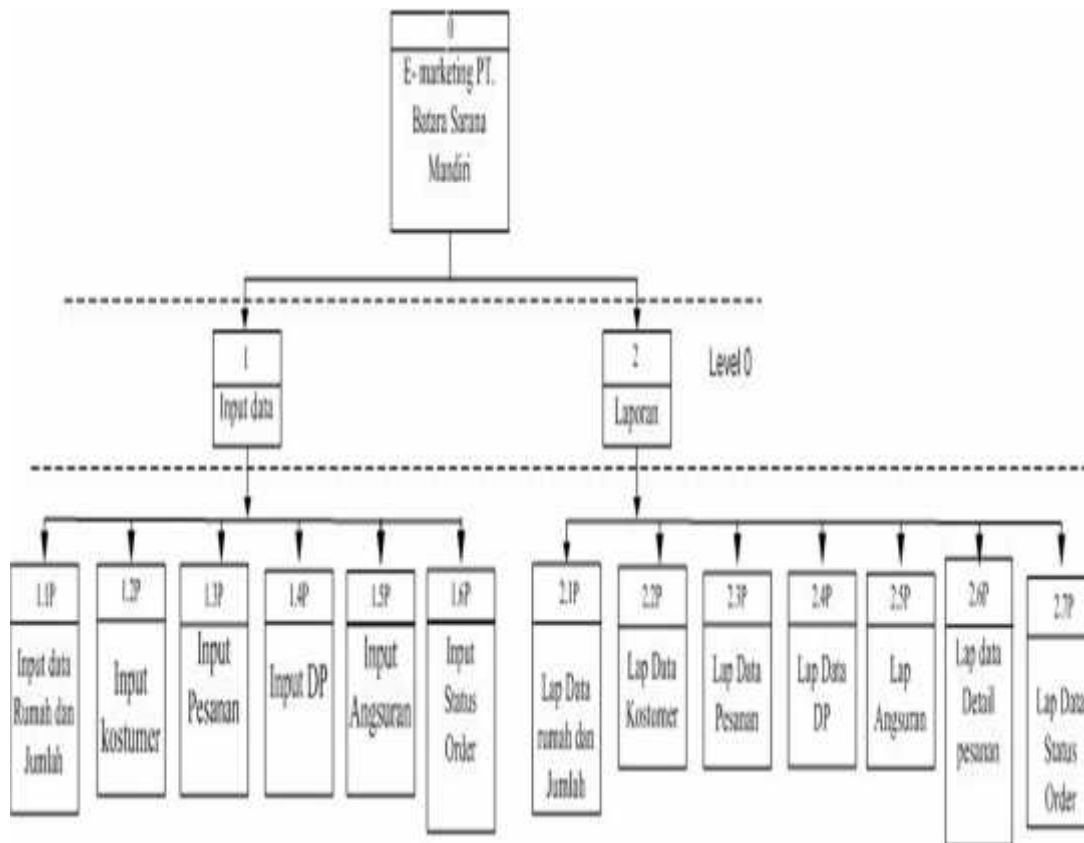 0
E- marketing PT.
Batara Sarana
Mandiri
1
Input data
2
Laporan
Level 0
1.1P
Input data
Rumah dan
Jumlah
1.2P
Input
kostumer
1.3P
Input
Pesanan
1.4P
Input DP
1.5P
Input
Angsuran
1.6P
Input
Status
Order
2.1P
Lap Data
rumah dan
Jumlah
2.2P
Lap Data
Kostomer
2.3P
Lap Data
Pesanan
2.4P
Lap Data
DP
2.5P
Lap
Angsuran
2.6P
Lap data
Detail
pesanan
2.7P
Lap Data
Status
Order